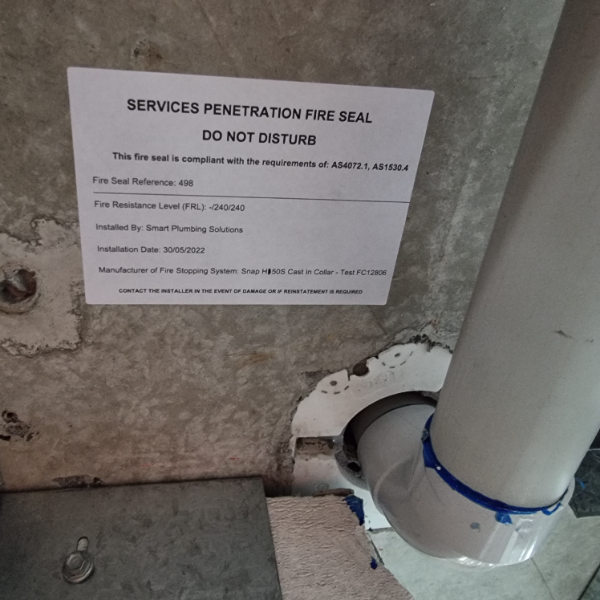 SERVICES PENETRATION FIRE SEAL
DO NOT DISTURB
This fire seal is compliant with the requirements of: AS4072.1, AS1530.4
Fire Seal Reference: 498
Fire Resistance Level (FRL): -/240/240
Installed By: Smart Plumbing Solutions
Installation Date: 30/05/2022
Manufacturer of Fire Stopping System: Snap Cast in Collar - Test FC12806
CONTACT THE INSTALLER IN THE EVENT OF DAMAGE OR IF REINSTATEMENT IS REQUIRED